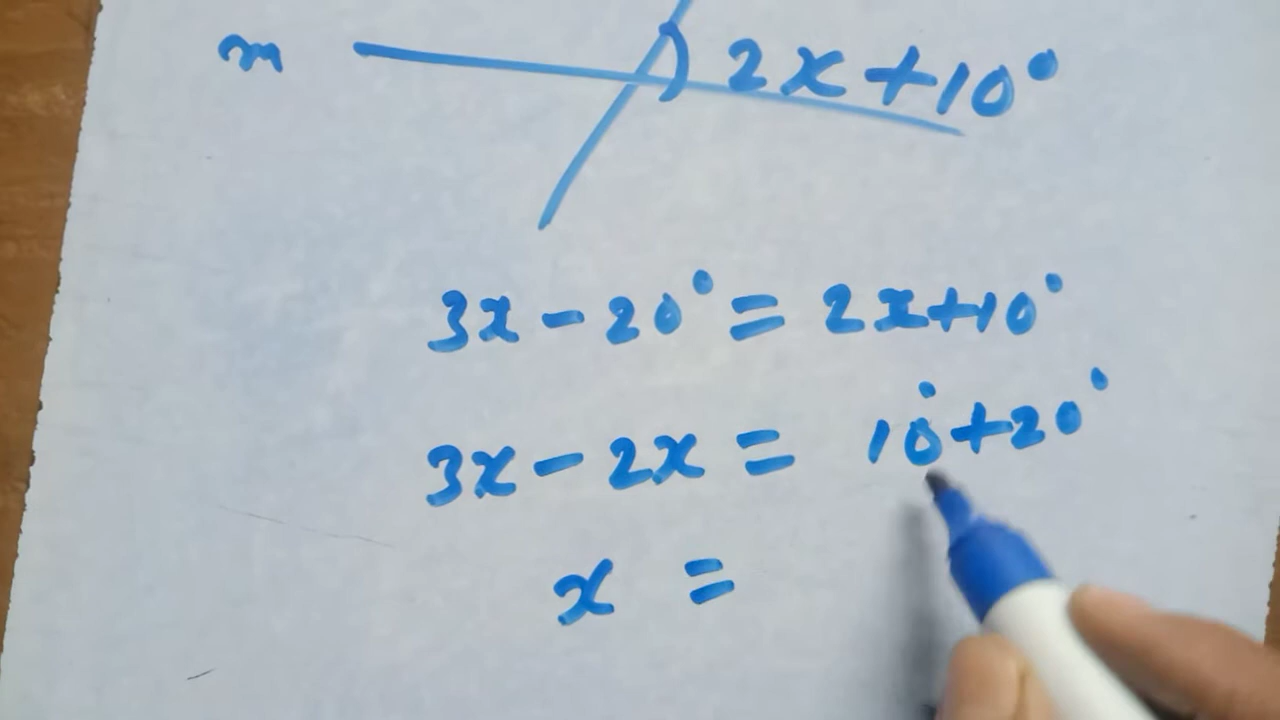 m 2x+10°
3x-20°=2x+10°
3x-2x= 10°+20°
x =